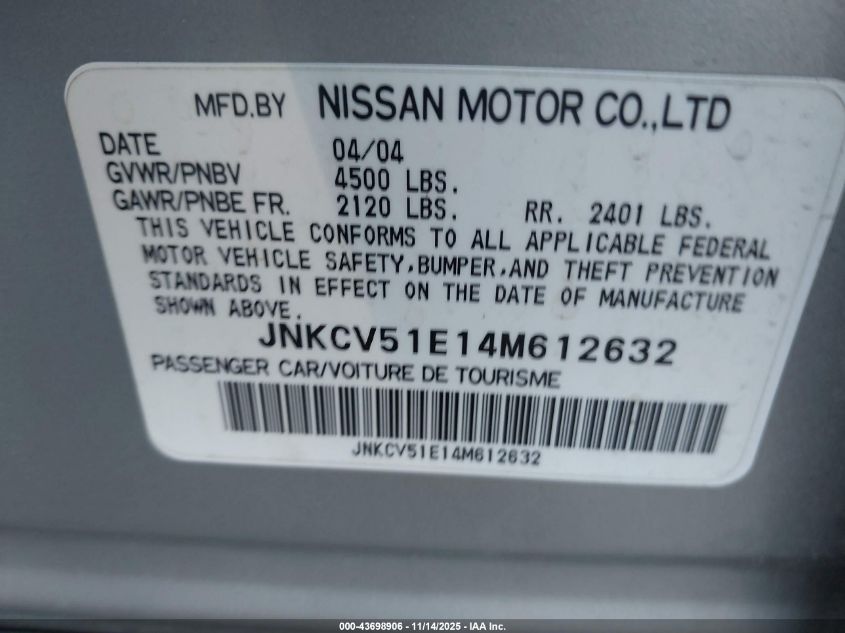 MFD.BY NISSAN MOTOR CO.,LTD
DATE 04/04
GVWR/PNBV 4500 LBS.
GAWR/PNBE FR. 2120 LBS. RR. 2401 LBS.
THIS VEHICLE CONFORMS TO ALL APPLICABLE FEDERAL
MOTOR VEHICLE SAFETY,BUMPER,AND THEFT PREVENTION
STANDARDS IN EFFECT ON THE DATE OF MANUFACTURE
SHOWN ABOVE.
JNKCV51E14M612632
PASSENGER CAR/VOITURE DE TOURISME
JNKCV51E14M612632
000-43698906 - 11/14/2025 - IAA Inc.